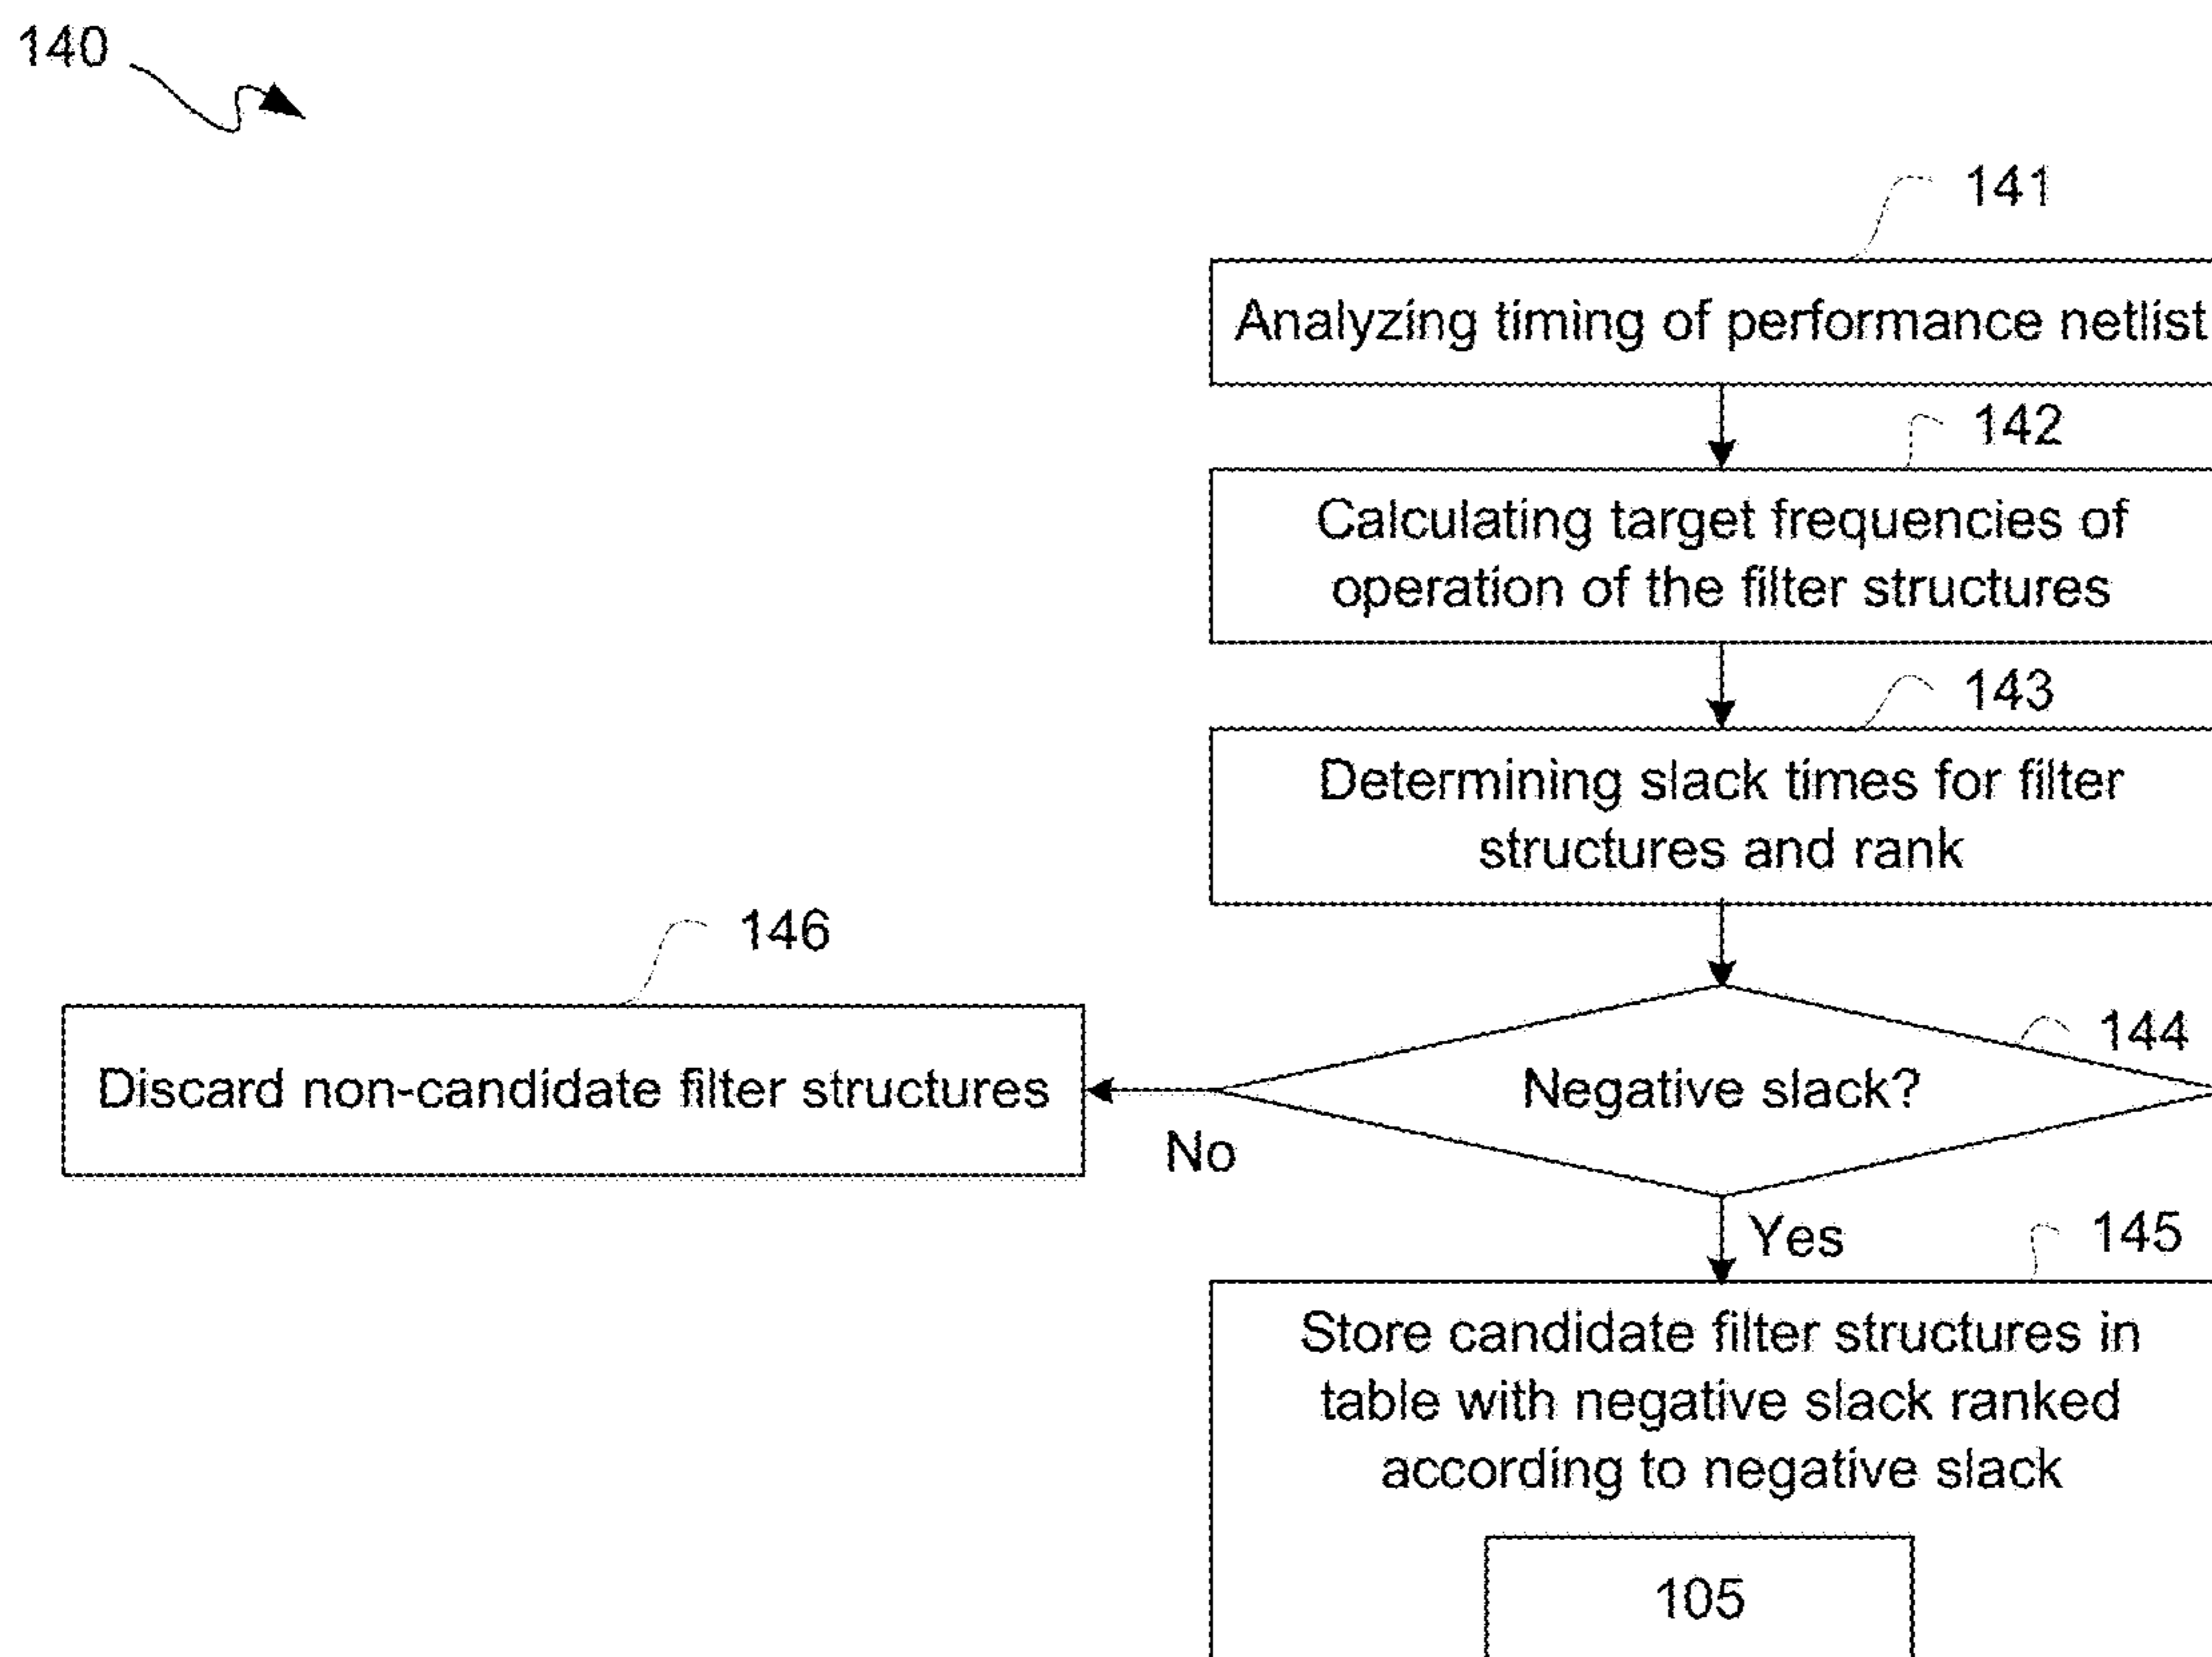 140
141
Analyzing timing of performance netlist
142
Calculating target frequencies of
operation of the filter structures
143
Determining slack times for filter
structures and rank
146
Discard non-candidate filter structures
144
Negative slack?
No
Yes
145
Store candidate filter structures in
table with negative slack ranked
according to negative slack
105